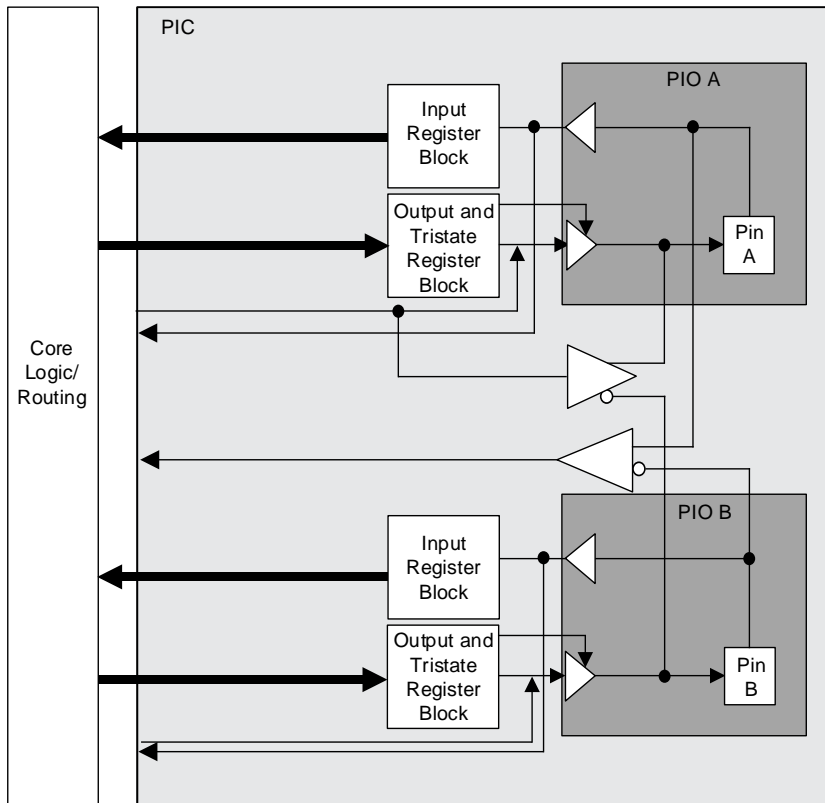 PIC
PIO A
Input
Register
Block
Output and
Tristate
Register
Block
Pin
A
Core
Logic/
Routing
PIO B
Input
Register
Block
Output and
Tristate
Register
Block
Pin
B